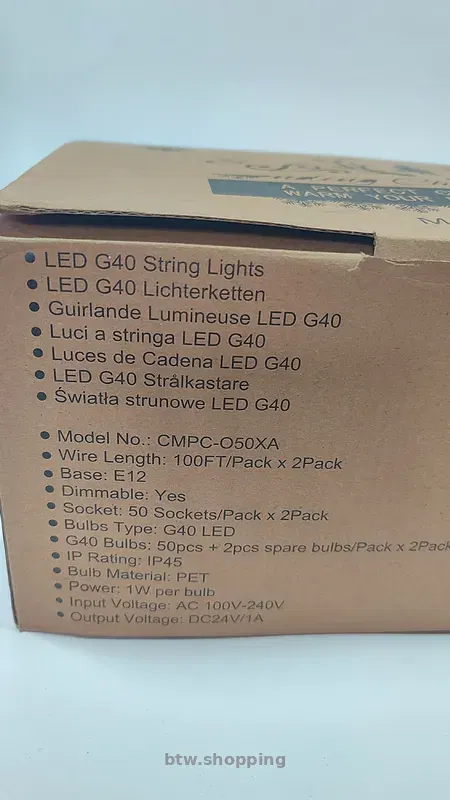 A PERFECT
WARM YOUR
M
LED G40 String Lights
LED G40 Lichterketten
Guirlande Lumineuse LED G40
Luci a stringa LED G40
Luces de Cadena LED G40
LED G40 Strålkastare
Światła strunowe LED G40
Model No.: CMPC-O50XA
Wire Length: 100FT/Pack x 2Pack
Base: E12
Dimmable: Yes
Socket: 50 Sockets/Pack x 2Pack
Bulbs Type: G40 LED
G40 Bulbs: 50pcs + 2pcs spare bulbs/Pack x 2Pack
IP Rating: IP45
Bulb Material: PET
Power: 1W per bulb
Input Voltage: AC 100V-240V
Output Voltage: DC24V/1A
btw.shopping